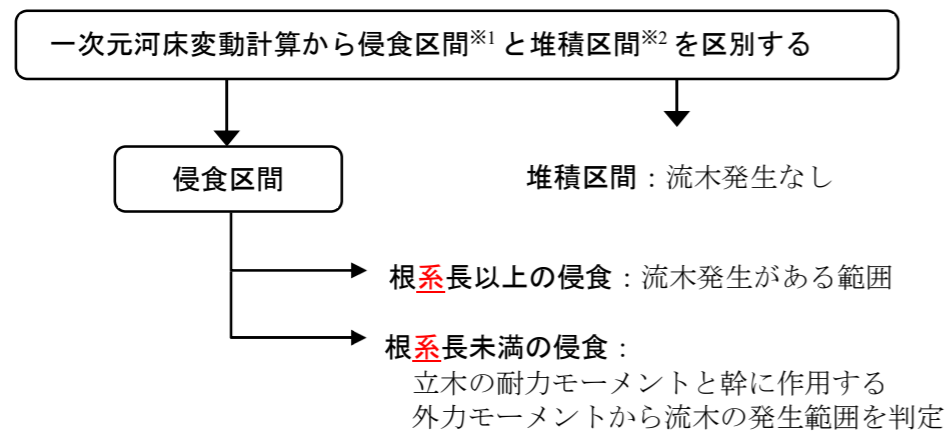 一次元河床変動計算から侵食区間※1 と堆積区間※2 を区別する
侵食区間
堆積区間：流木発生なし
根系長以上の侵食：流木発生がある範囲
根系長未満の侵食：
立木の耐力モーメントと幹に作用する
外力モーメントから流木の発生範囲を判定